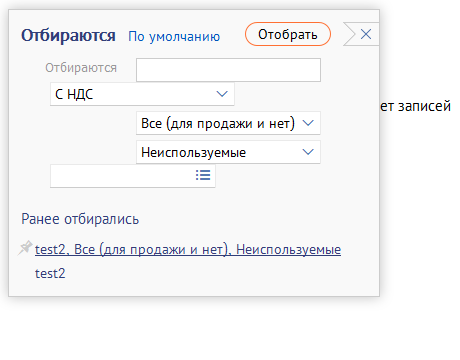 Отбираются По умолчанию Отобрать
Отбираются
С НДС
ет записей
Все (для продажи и нет)
Неиспользуемые
Ранее отбирались
test2, Все (для продажи и нет), Неиспользуемые
test2